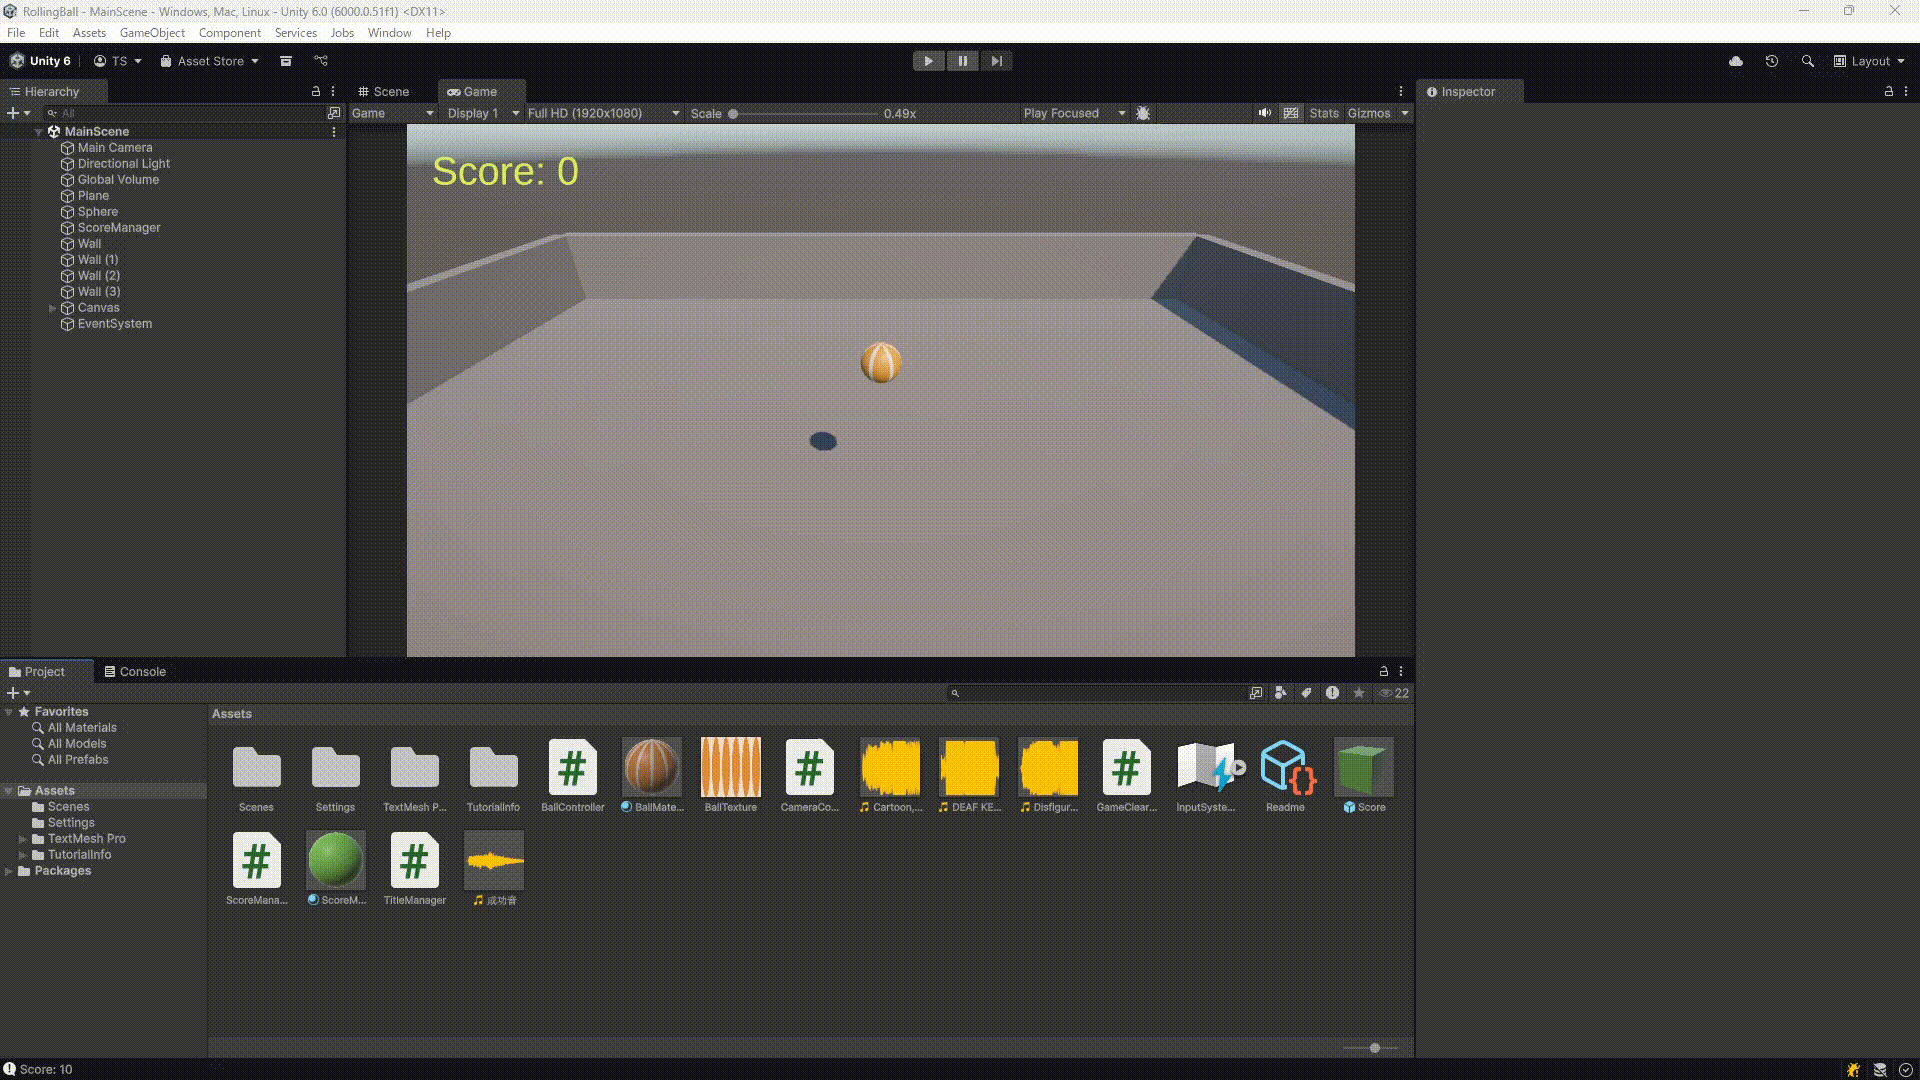 RollingBall - MainScene - Windows, Mac, Linux - Unity 6.0 (6000.0.51f1) <DX11>
File Edit Assets GameObject Component Services Jobs Window Help
Unity 6 TS Asset Store Layout
Hierarchy
All
MainScene
Main Camera
Directional Light
Global Volume
Plane
Sphere
ScoreManager
Wall
Wall (1)
Wall (2)
Wall (3)
Canvas
EventSystem
Scene Game
Game Display 1 Full HD (1920x1080) Scale 0.49x Play Focused Stats Gizmos
Score: 0
Inspector
Project Console
22
Favorites
All Materials
All Models
All Prefabs
Assets
Scenes
Settings
TextMesh Pro
TutorialInfo
Packages
Assets
Scenes Settings TextMesh P... TutorialInfo BallController BallMate... BallTexture CameraCo... Cartoon,... DEAF KE... Disfigur... GameClear... InputSyste... Readme Score
ScoreMana... ScoreM... TitleManager 成功音
Score: 10